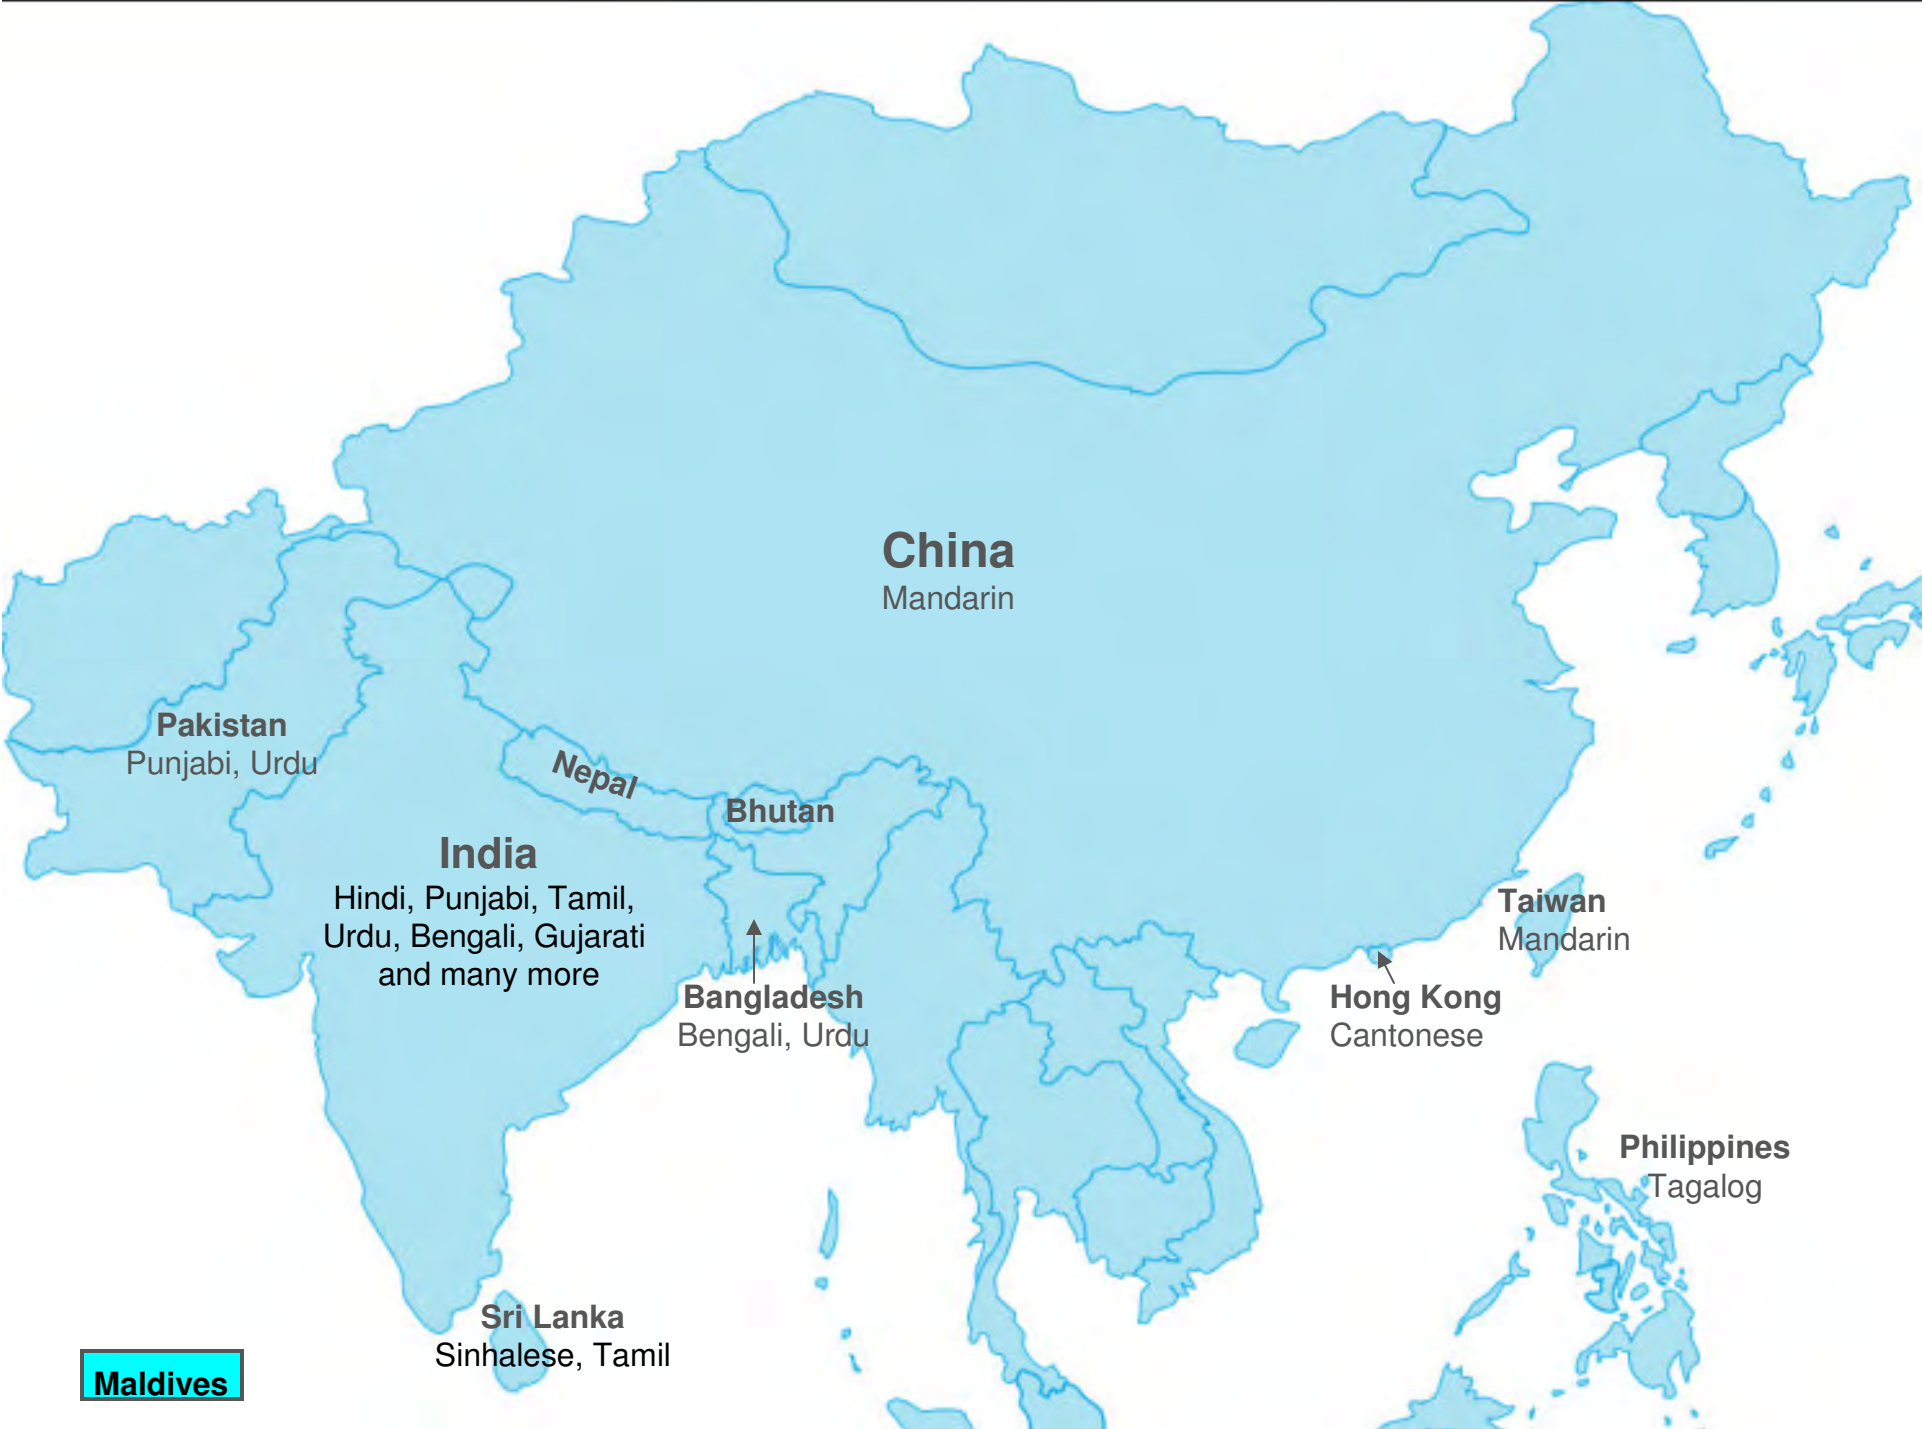 China
Mandarin
Pakistan
Punjabi, Urdu
Nepal
Bhutan
India
Hindi, Punjabi, Tamil,
Urdu, Bengali, Gujarati
and many more
Taiwan
Mandarin
Bangladesh
Bengali, Urdu
Hong Kong
Cantonese
Philippines
Tagalog
Sri Lanka
Sinhalese, Tamil
Maldives